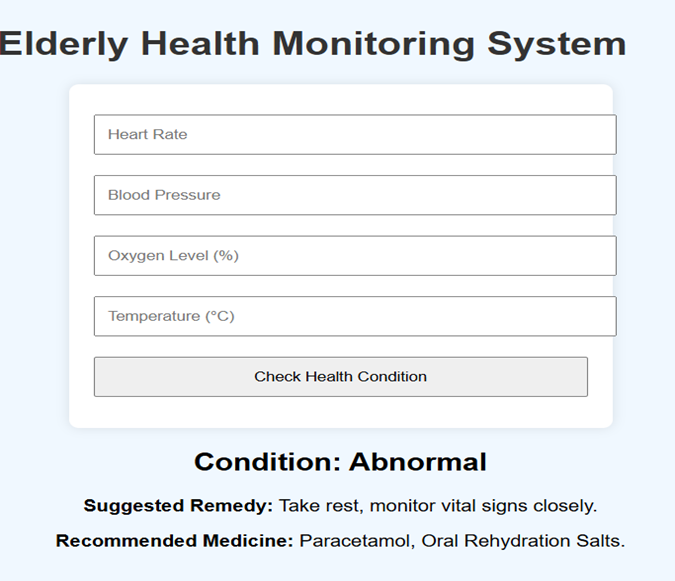 Elderly Health Monitoring System
Heart Rate
Blood Pressure
Oxygen Level (%)
Temperature (°C)
Check Health Condition
Condition: Abnormal
Suggested Remedy: Take rest, monitor vital signs closely.
Recommended Medicine: Paracetamol, Oral Rehydration Salts.